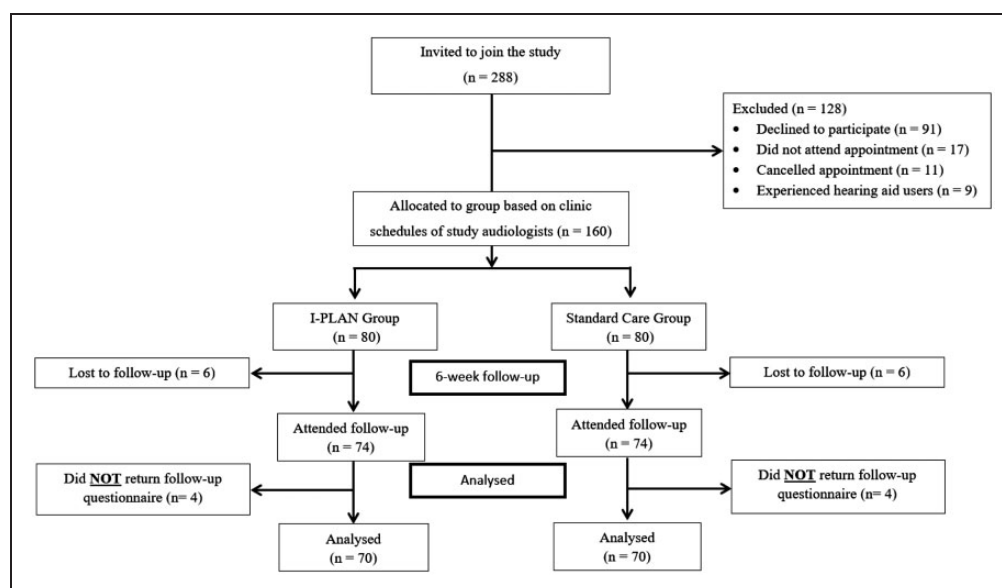 Invited to join the study
(n = 288)
Excluded (n = 128)
• Declined to participate (n = 91)
• Did not attend appointment (n = 17)
• Cancelled appointment (n = 11)
• Experienced hearing aid users (n = 9)
Allocated to group based on clinic
schedules of study audiologists (n = 160)
I-PLAN Group
(n = 80)
Standard Care Group
(n = 80)
Lost to follow-up (n = 6)
6-week follow-up
Lost to follow-up (n = 6)
Attended follow-up
(n = 74)
Attended follow-up
(n = 74)
Did NOT return follow-up
questionnaire (n= 4)
Analysed
Did NOT return follow-up
questionnaire (n= 4)
Analysed
(n = 70)
Analysed
(n = 70)